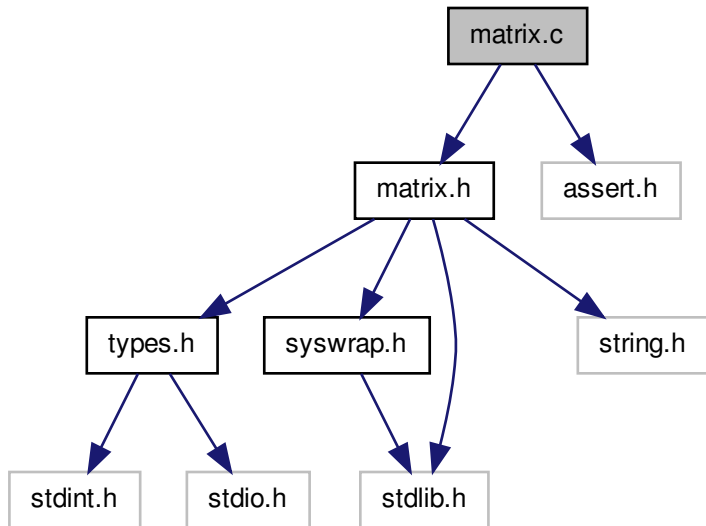 matrix.c
matrix.h
assert.h
types.h
syswrap.h
string.h
stdint.h
stdio.h
stdlib.h